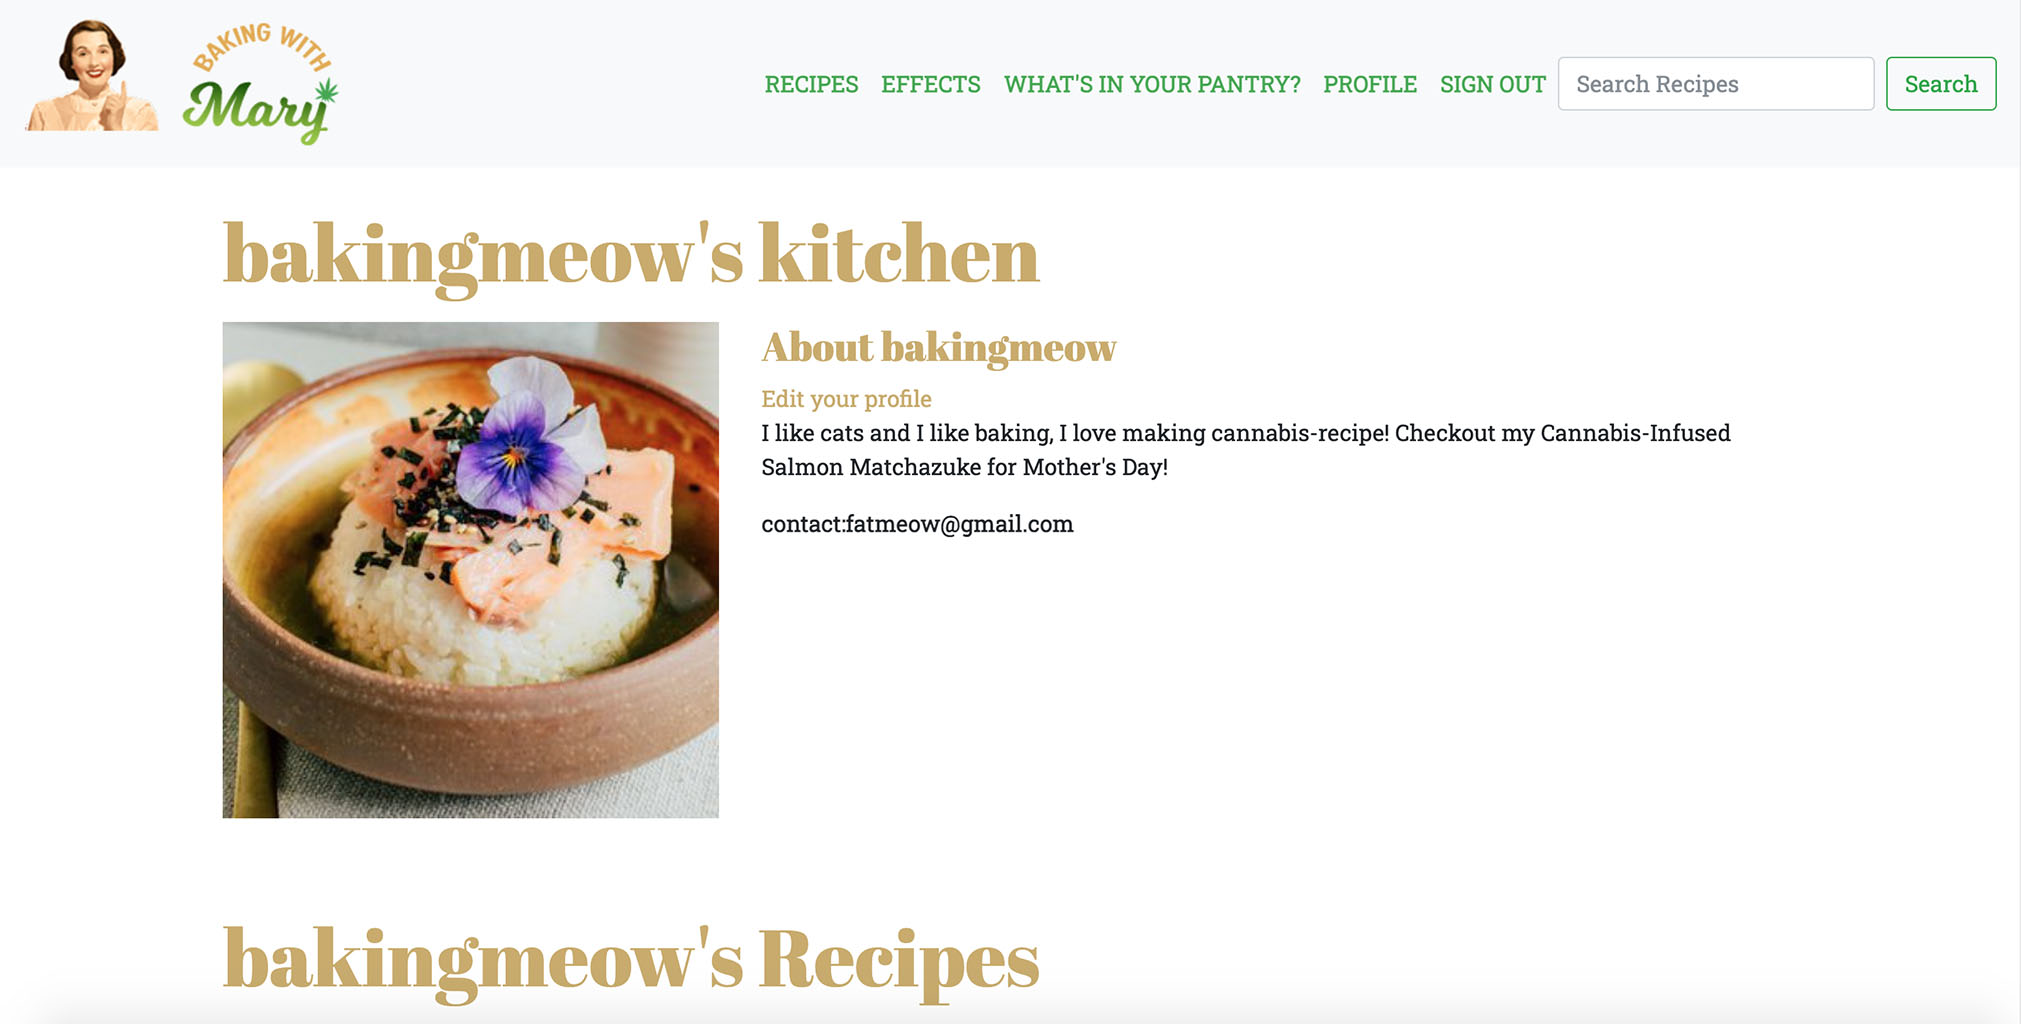 BAKING WITH
Mary
RECIPES EFFECTS WHAT'S IN YOUR PANTRY? PROFILE SIGN OUT Search Recipes Search
bakingmeow's kitchen
About bakingmeow
Edit your profile
I like cats and I like baking, I love making cannabis-recipe! Checkout my Cannabis-Infused
Salmon Matchazuke for Mother's Day!
contact:fatmeow@gmail.com
bakingmeow's Recipes